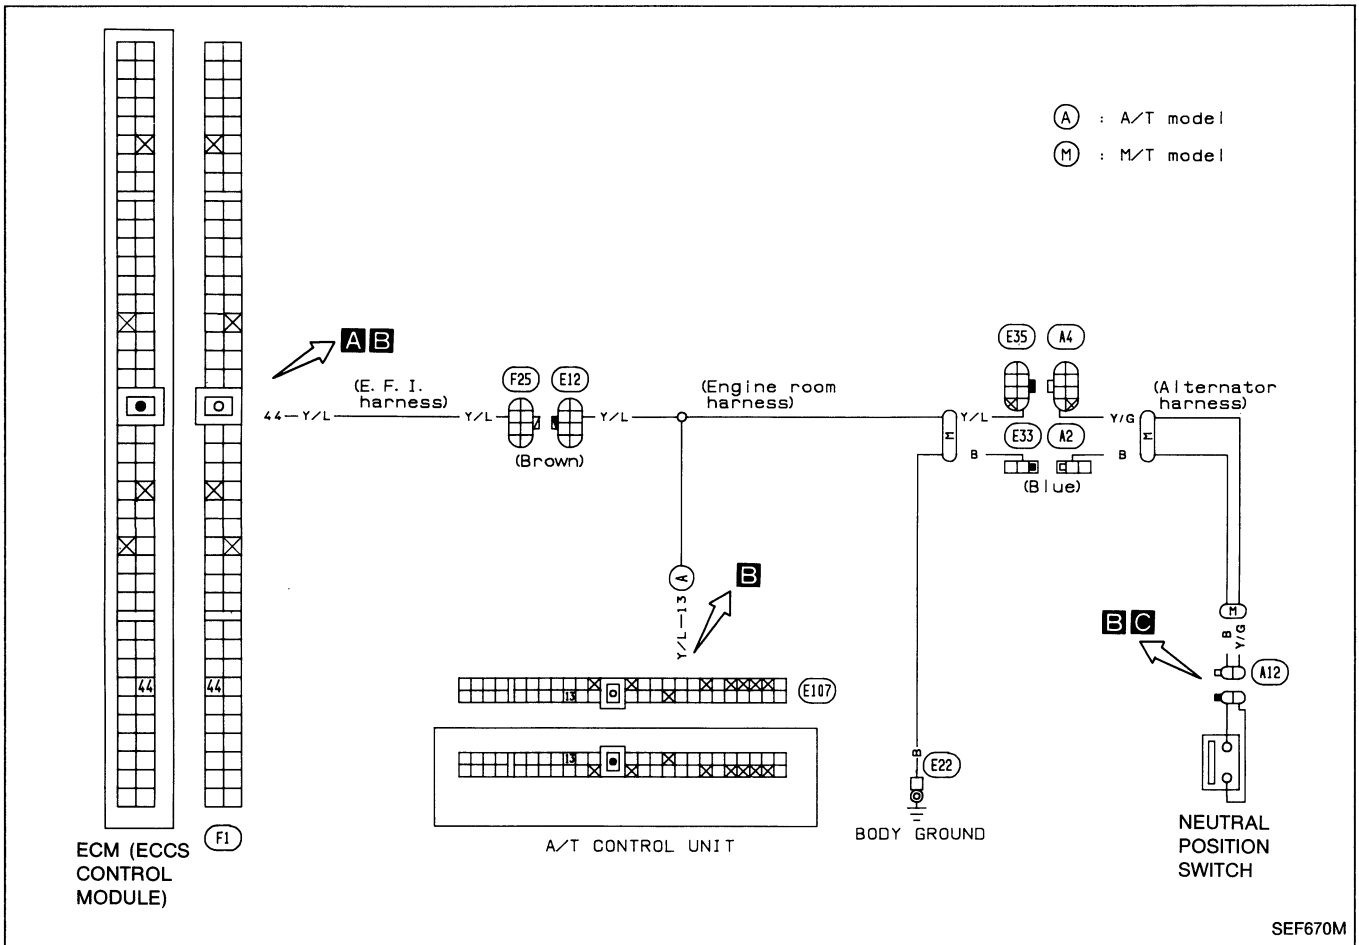 A : A/T model
M : M/T model
A B
(E. F. I.
harness)
F25 E12
(Engine room
harness)
E35 A4
(Alternator
harness)
44 Y/L Y/L Y/L Y/L Y/G
(Brown)
M
E33 A2
M
B B
(Blue)
A
B
Y/L 13
M
B C
B Y/G
A12
44 44
13
E107
13
B
E22
BODY GROUND
A/T CONTROL UNIT
F1
ECM (ECCS
CONTROL
MODULE)
NEUTRAL
POSITION
SWITCH
SEF670M